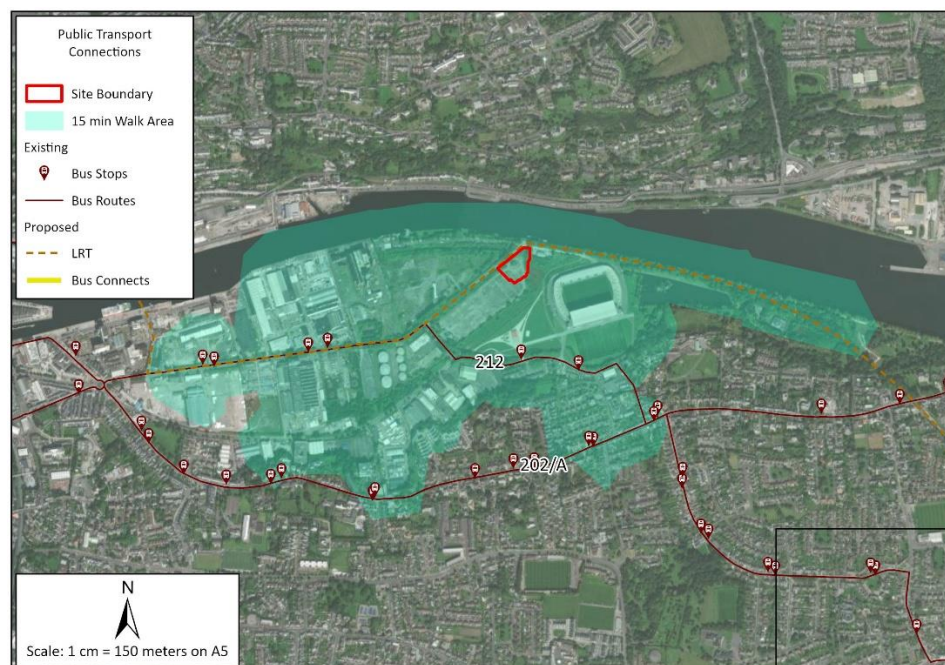 Public Transport
Connections
Site Boundary
15 min Walk Area
Existing
Bus Stops
Bus Routes
Proposed
LRT
Bus Connects
212
202/A
N
Scale: 1 cm = 150 meters on A5